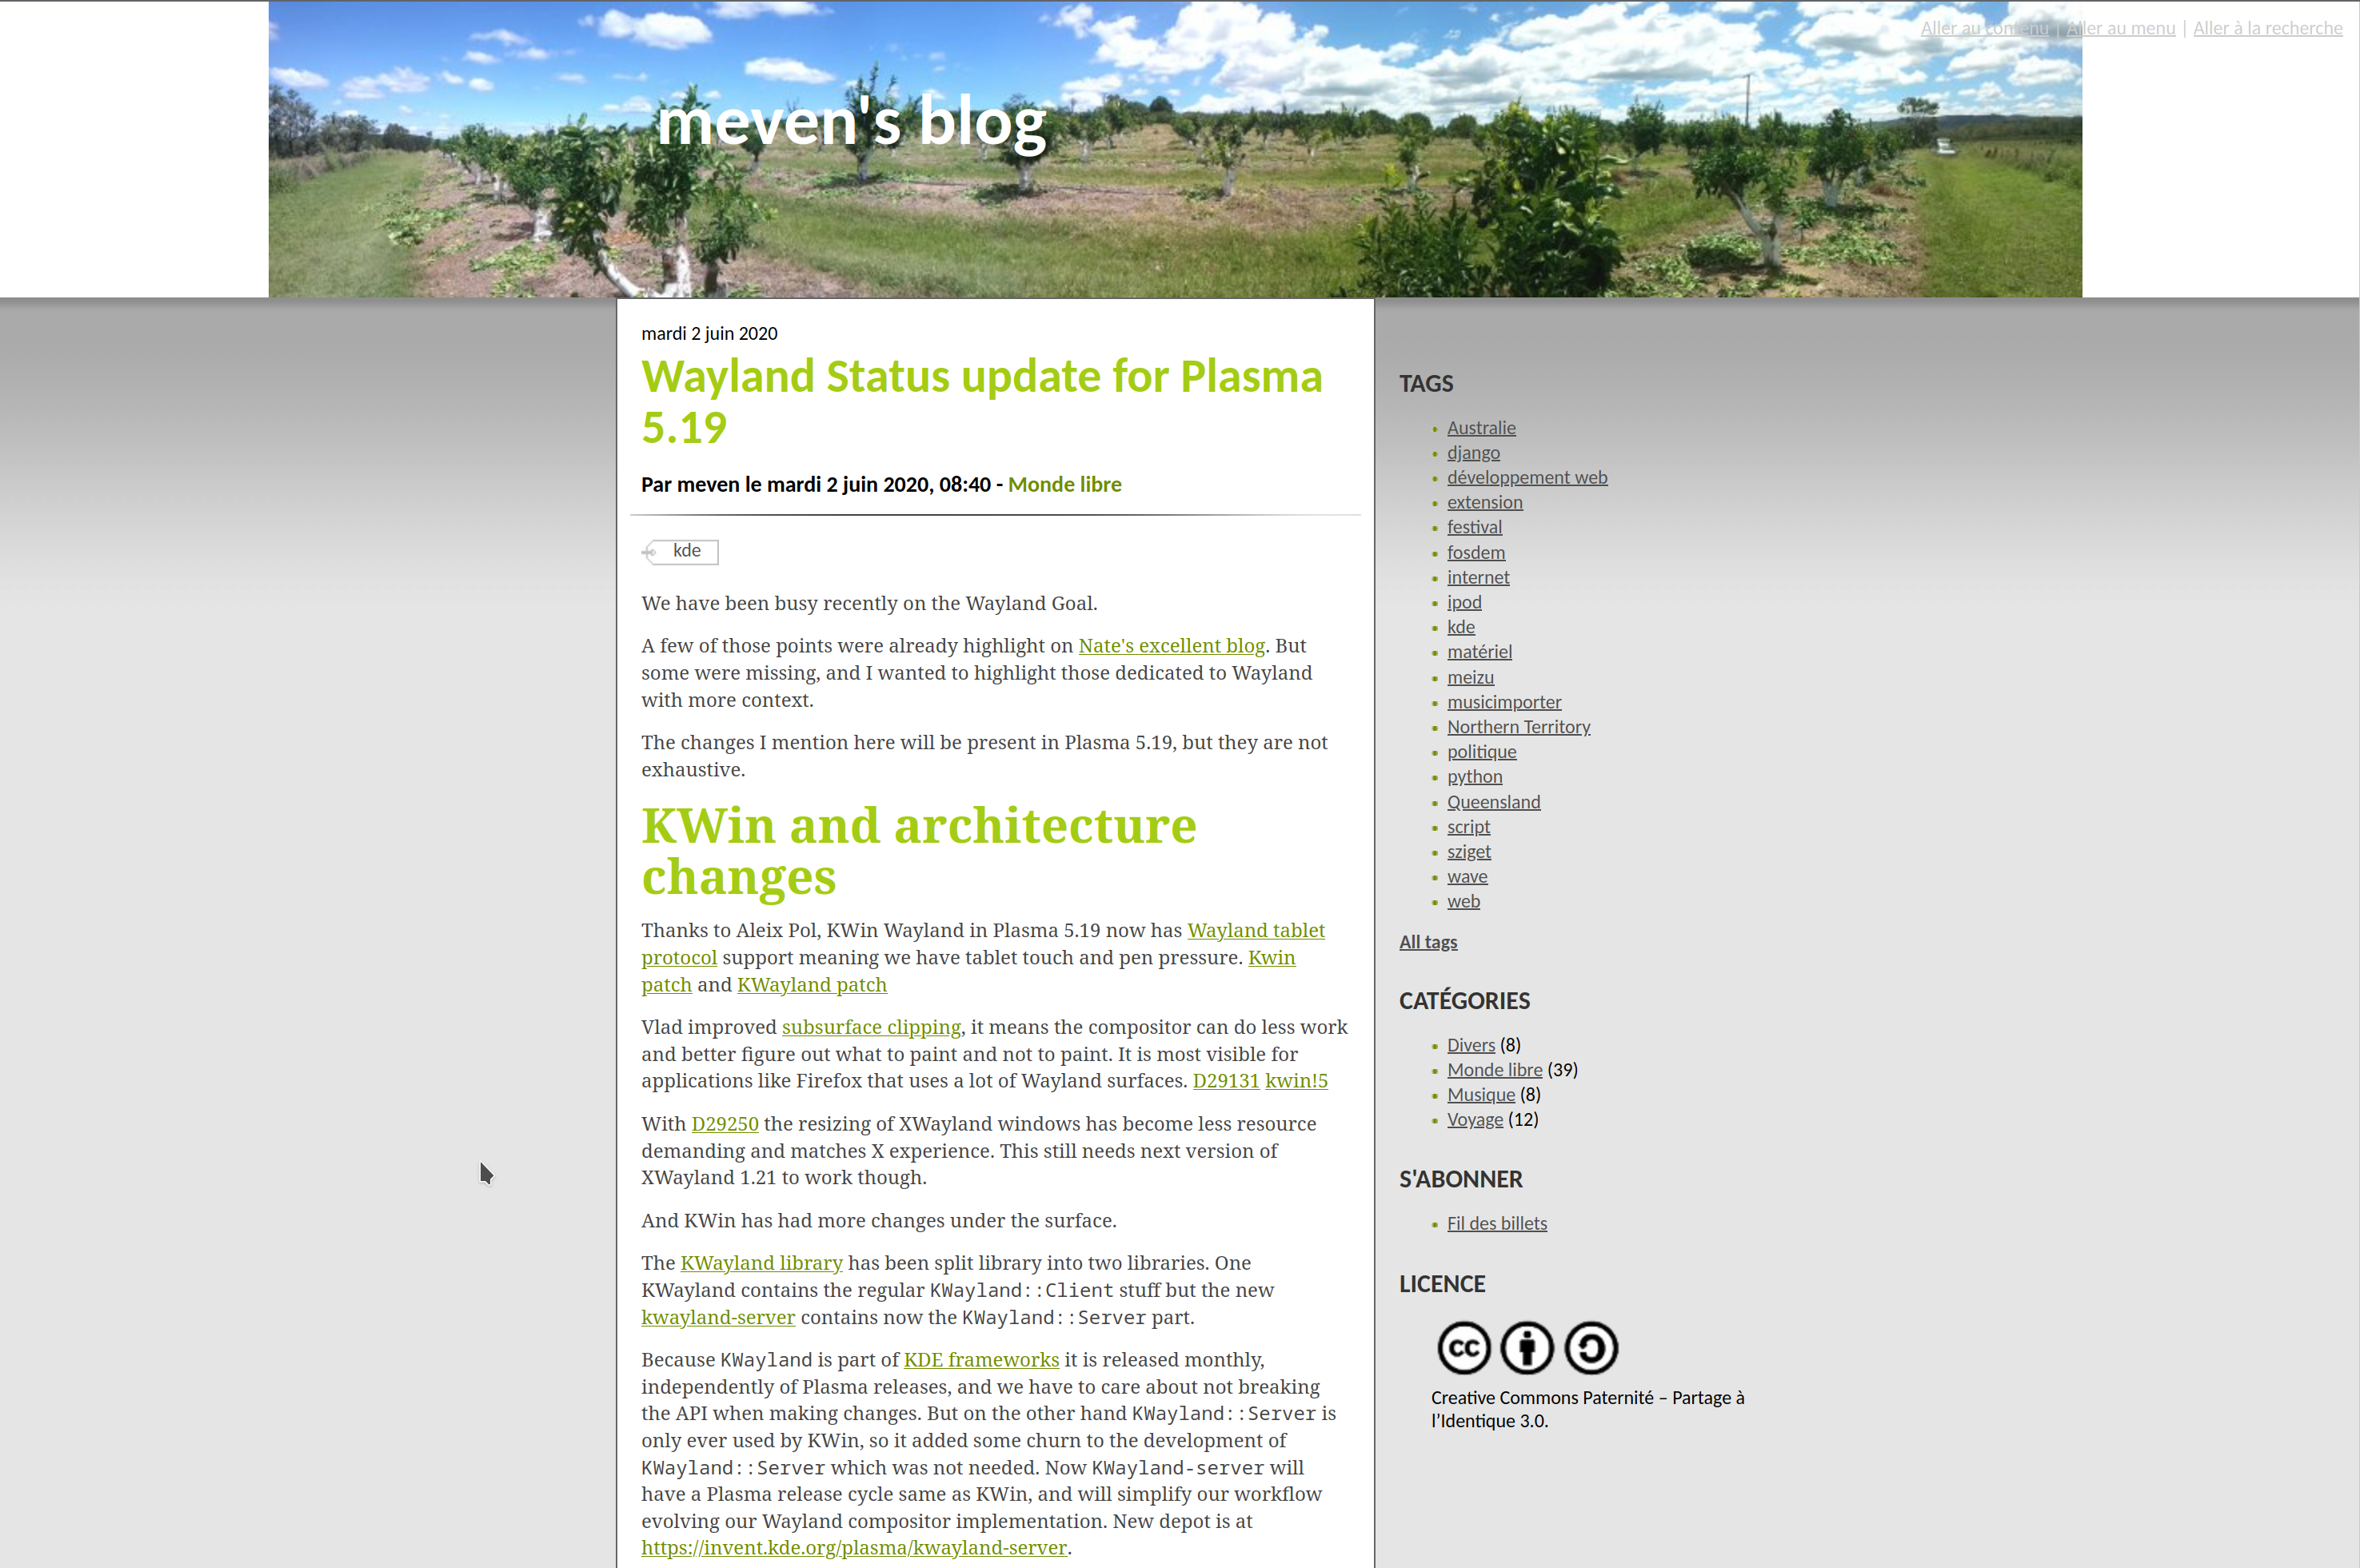 Aller au contenu | Aller au menu | Aller à la recherche
meven's blog
mardi 2 juin 2020
Wayland Status update for Plasma
5.19
Par meven le mardi 2 juin 2020, 08:40 - Monde libre
kde
We have been busy recently on the Wayland Goal.
A few of those points were already highlight on Nate's excellent blog. But
some were missing, and I wanted to highlight those dedicated to Wayland
with more context.
The changes I mention here will be present in Plasma 5.19, but they are not
exhaustive.
KWin and architecture
changes
Thanks to Aleix Pol, KWin Wayland in Plasma 5.19 now has Wayland tablet
protocol support meaning we have tablet touch and pen pressure. Kwin
patch and KWayland patch
Vlad improved subsurface clipping, it means the compositor can do less work
and better figure out what to paint and not to paint. It is most visible for
applications like Firefox that uses a lot of Wayland surfaces. D29131 kwin!5
With D29250 the resizing of XWayland windows has become less resource
demanding and matches X experience. This still needs next version of
XWayland 1.21 to work though.
And KWin has had more changes under the surface.
The KWayland library has been split library into two libraries. One
KWayland contains the regular KWayland::Client stuff but the new
kwayland-server contains now the KWayland::Server part.
Because KWayland is part of KDE frameworks it is released monthly,
independently of Plasma releases, and we have to care about not breaking
the API when making changes. But on the other hand KWayland::Server is
only ever used by KWin, so it added some churn to the development of
KWayland::Server which was not needed. Now KWayland-server will
have a Plasma release cycle same as KWin, and will simplify our workflow
evolving our Wayland compositor implementation. New depot is at
https://invent.kde.org/plasma/kwayland-server.
TAGS
Australie
django
développement web
extension
festival
fosdem
internet
ipod
kde
matériel
meizu
musicimporter
Northern Territory
politique
python
Queensland
script
sziget
wave
web
All tags
CATÉGORIES
Divers (8)
Monde libre (39)
Musique (8)
Voyage (12)
S'ABONNER
Fil des billets
LICENCE
cc
Creative Commons Paternité – Partage à
l’Identique 3.0.